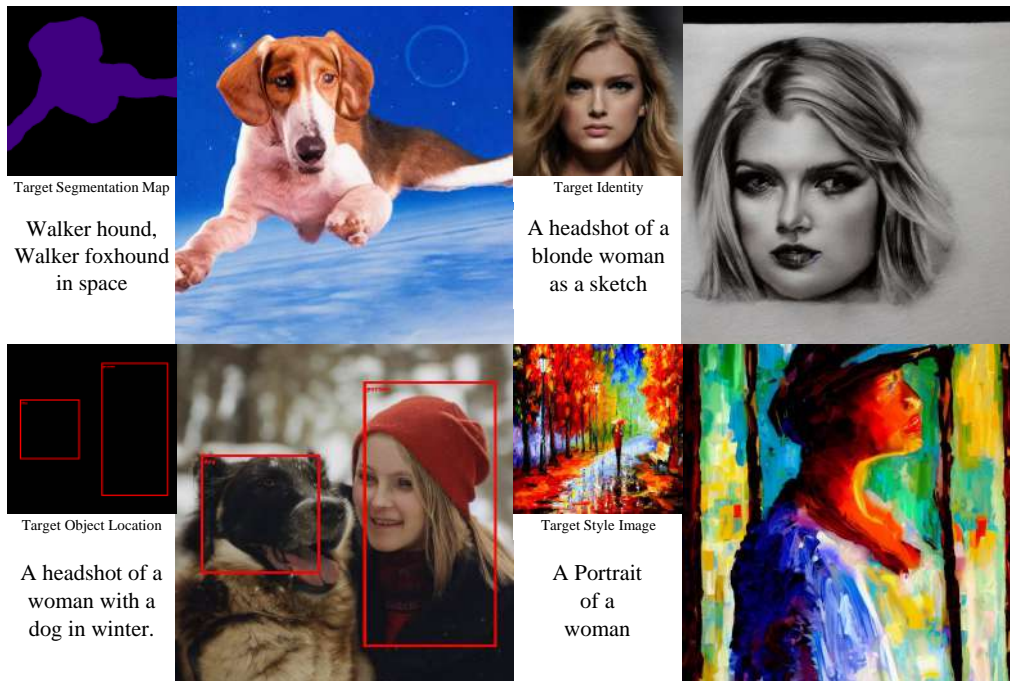 Target Segmentation Map
Walker hound,
Walker foxhound
in space
Target Identity
A headshot of a
blonde woman
as a sketch
Target Object Location
A headshot of a
woman with a
dog in winter.
Target Style Image
A Portrait
of a
woman